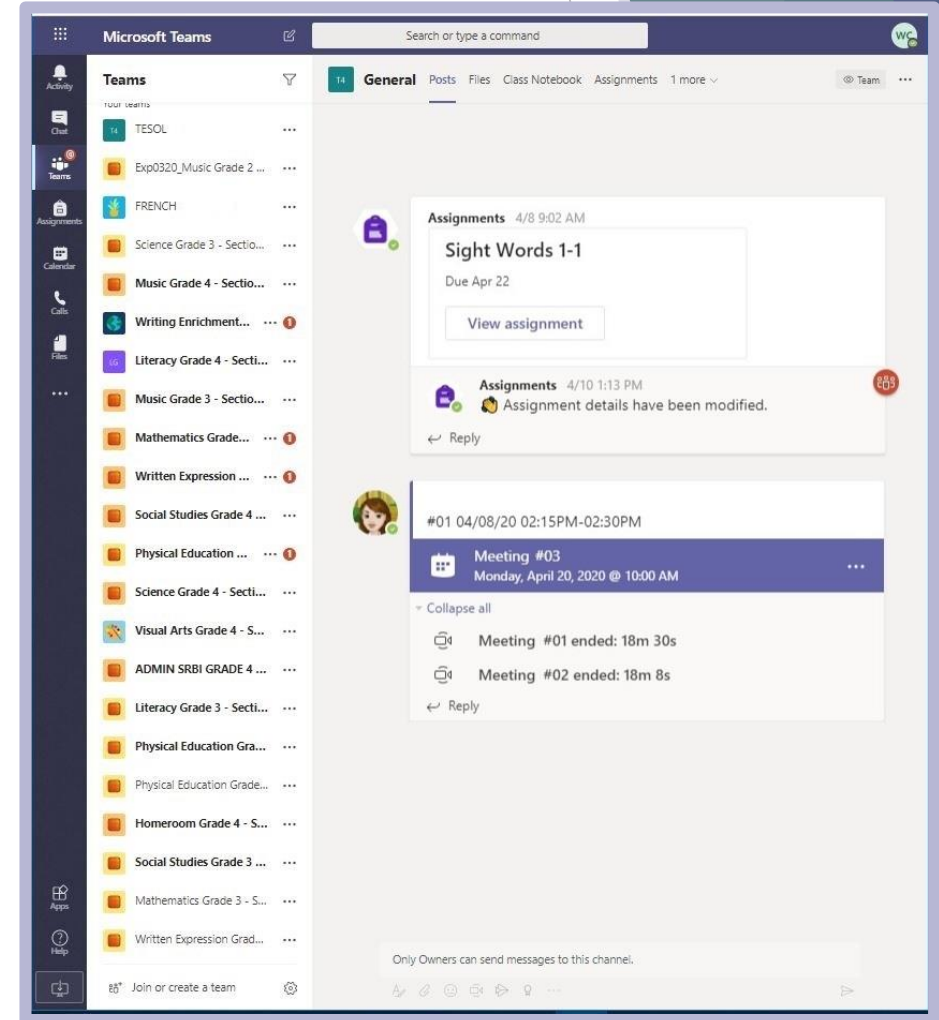 Microsoft Teams
Search or type a command
WC
Activity
Chat
Teams
Assignments
Calendar
Calls
Files
Apps
Help
Teams
Your teams
T4 TESOL
Exp0320_Music Grade 2 ...
FRENCH
Science Grade 3 - Sectio...
Music Grade 4 - Sectio...
Writing Enrichment... 1
LG Literacy Grade 4 - Secti...
Music Grade 3 - Sectio...
Mathematics Grade... 1
Written Expression ... 1
Social Studies Grade 4 ...
Physical Education ... 1
Science Grade 4 - Secti...
Visual Arts Grade 4 - S...
ADMIN SRBI GRADE 4 ...
Literacy Grade 3 - Secti...
Physical Education Gra...
Physical Education Grade...
Homeroom Grade 4 - S...
Social Studies Grade 3 ...
Mathematics Grade 3 - S...
Written Expression Grad...
Join or create a team
T4 General Posts Files Class Notebook Assignments 1 more
Team
Assignments 4/8 9:02 AM
Sight Words 1-1
Due Apr 22
View assignment
Assignments 4/10 1:13 PM
Assignment details have been modified.
Reply
#01 04/08/20 02:15PM-02:30PM
Meeting #03
Monday, April 20, 2020 @ 10:00 AM
Collapse all
Meeting #01 ended: 18m 30s
Meeting #02 ended: 18m 8s
Reply
Only Owners can send messages to this channel.